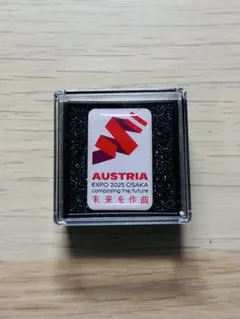 AUSTRIA
EXPO 2025 OSAKA
composing the future
未来を作曲